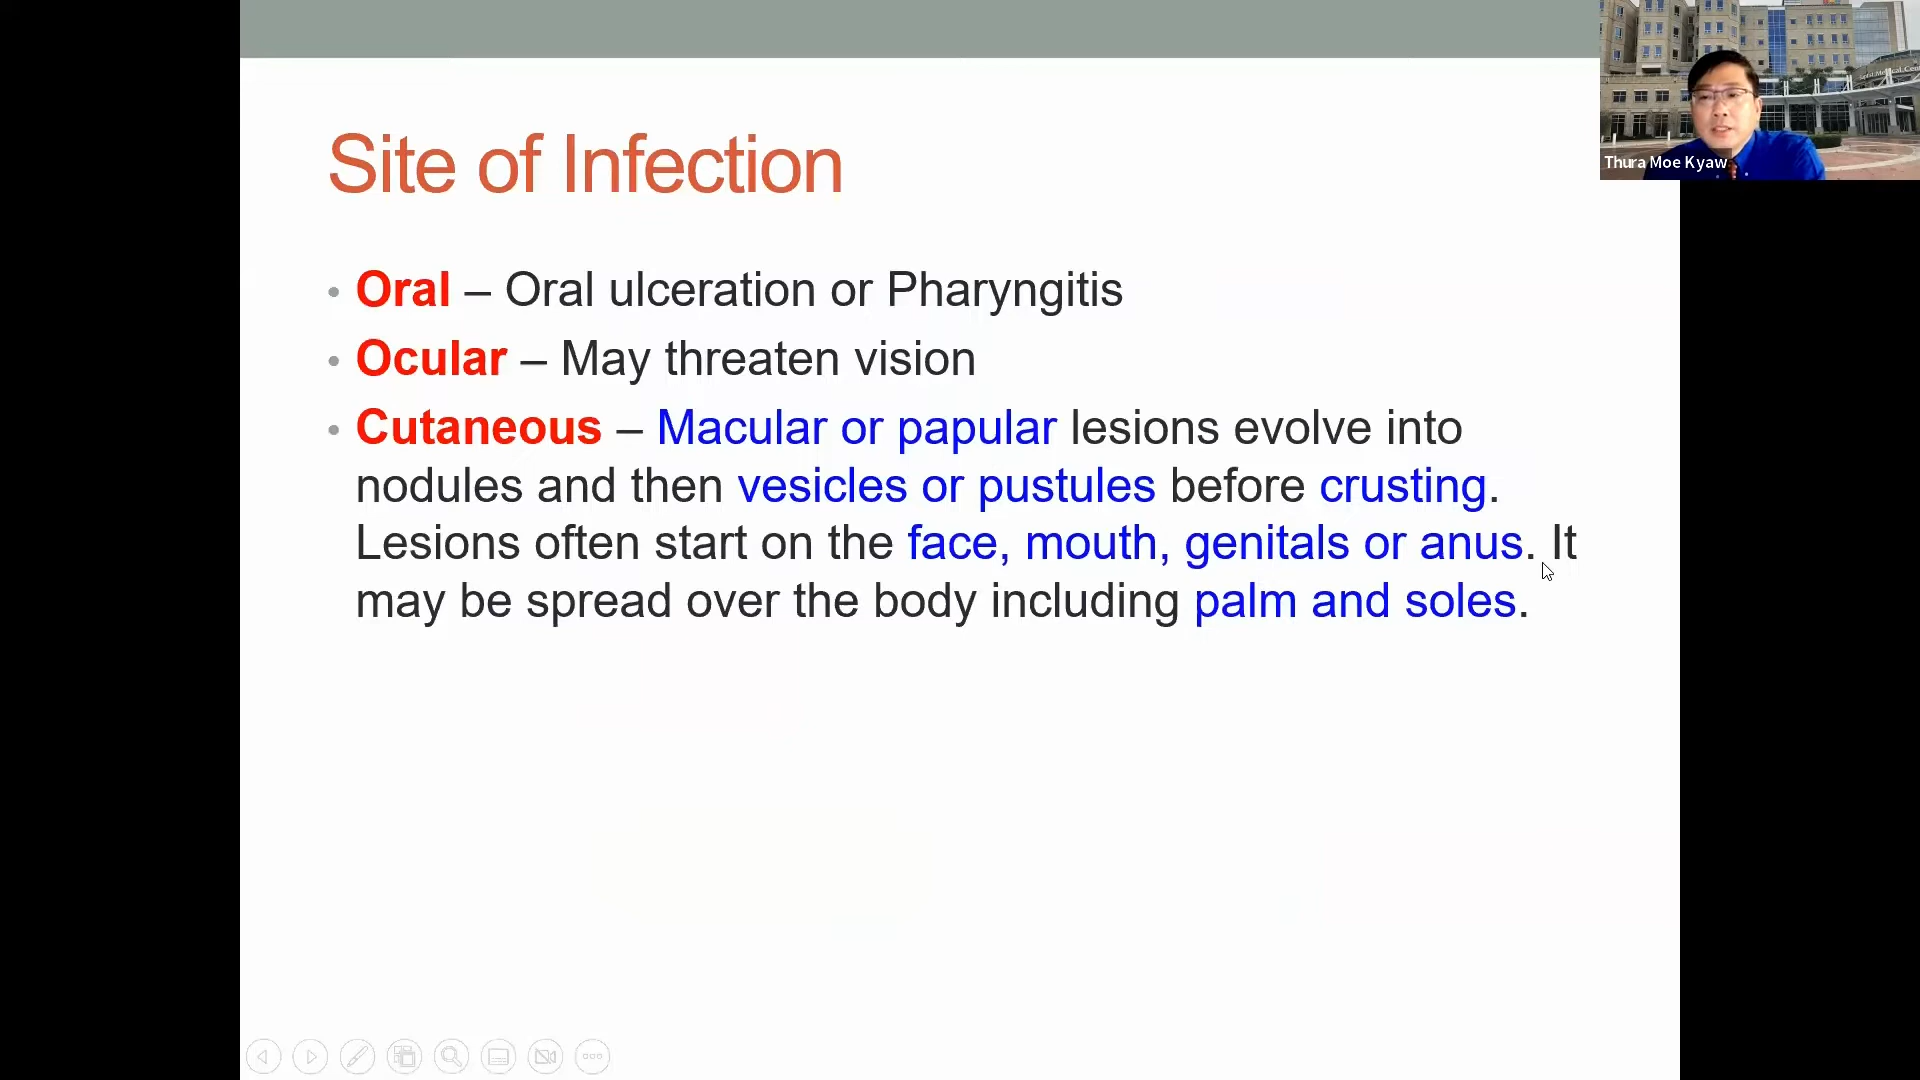 Site of Infection
• Oral – Oral ulceration or Pharyngitis
• Ocular – May threaten vision
• Cutaneous – Macular or papular lesions evolve into
nodules and then vesicles or pustules before crusting.
Lesions often start on the face, mouth, genitals or anus. It
may be spread over the body including palm and soles.
Thura Moe Kyaw